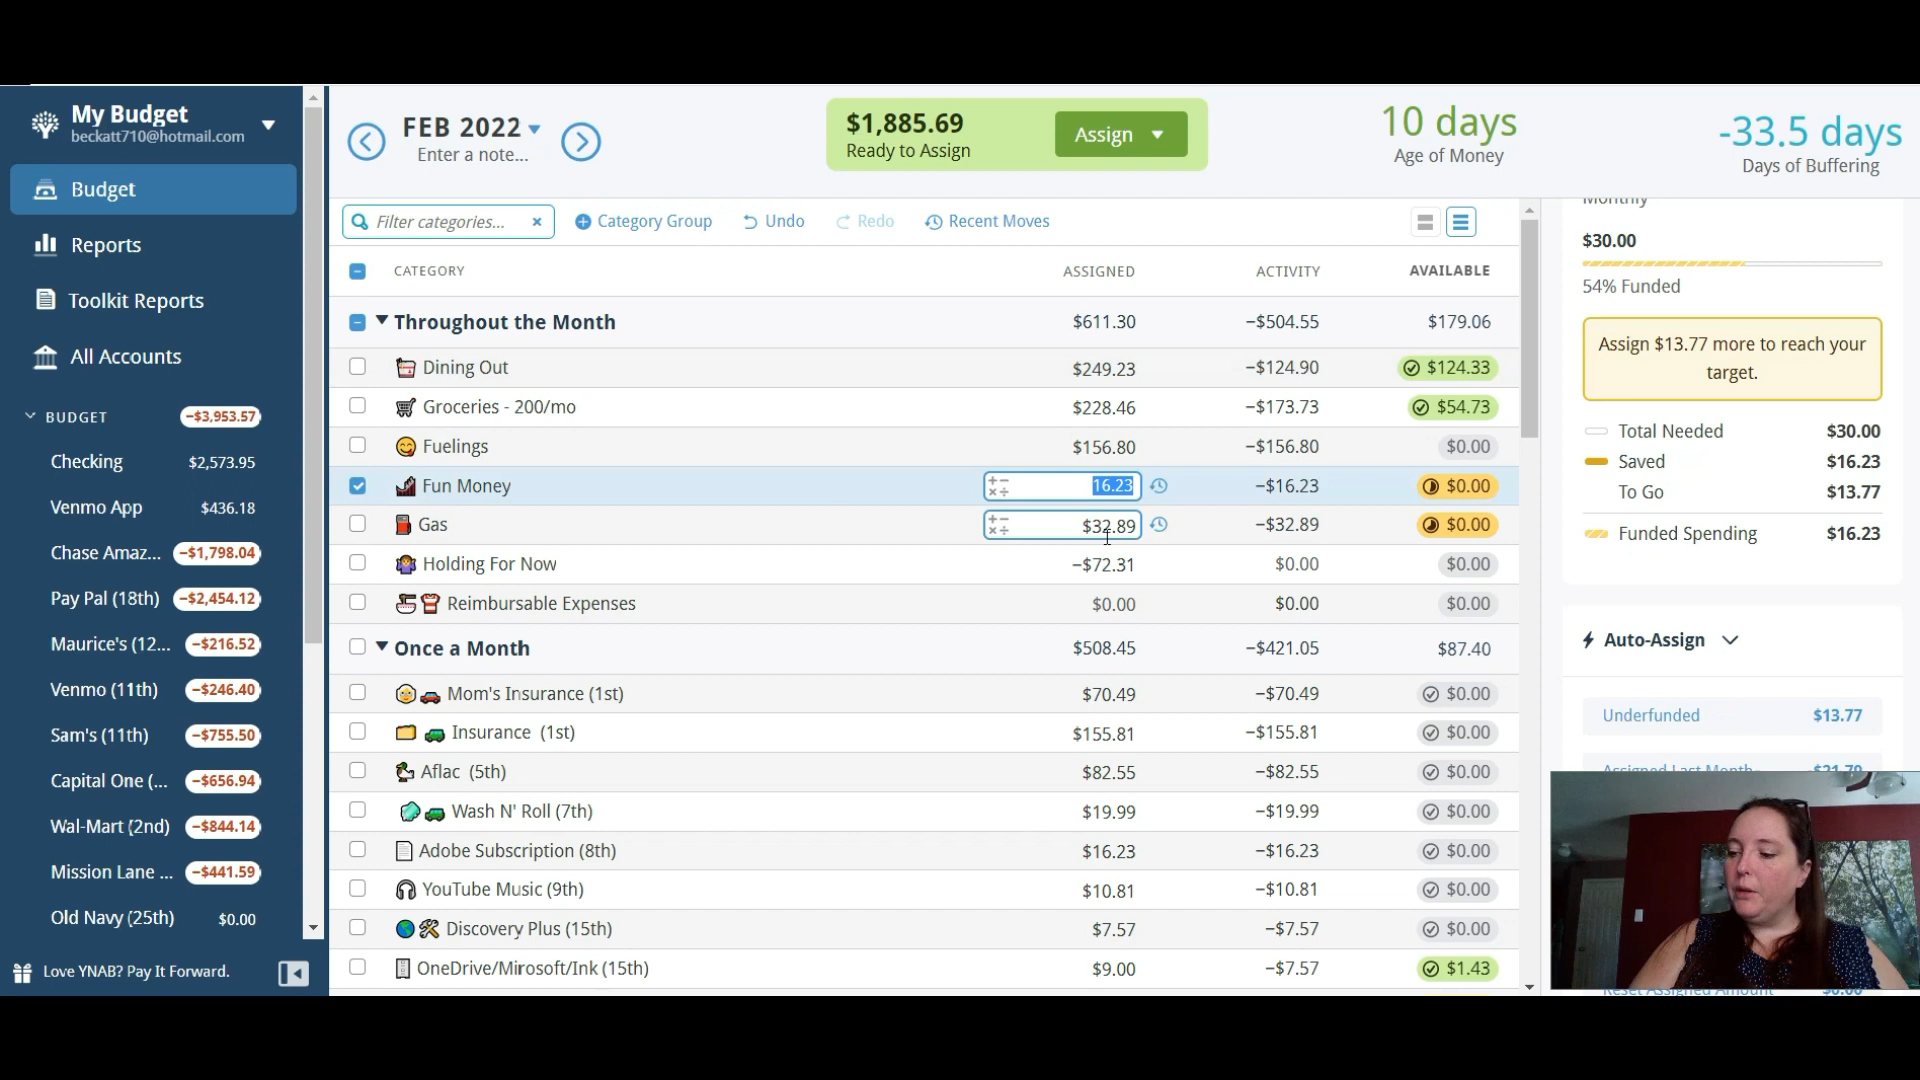 My Budget
beckatt710@hotmail.com
Budget
Reports
Toolkit Reports
All Accounts
BUDGET −$3,953.57
Checking $2,573.95
Venmo App $436.18
Chase Amaz... −$1,798.04
Pay Pal (18th) −$2,454.12
Maurice's (12... −$216.52
Venmo (11th) −$246.40
Sam's (11th) −$755.50
Capital One (... −$656.94
Wal-Mart (2nd) −$844.14
Mission Lane ... −$441.59
Old Navy (25th) $0.00
Love YNAB? Pay It Forward.
FEB 2022
Enter a note...
$1,885.69
Ready to Assign
Assign
10 days
Age of Money
-33.5 days
Days of Buffering
Filter categories...
Category Group
Undo
Redo
Recent Moves
CATEGORY ASSIGNED ACTIVITY AVAILABLE
Throughout the Month $611.30 −$504.55 $179.06
Dining Out $249.23 −$124.90 $124.33
Groceries - 200/mo $228.46 −$173.73 $54.73
Fuelings $156.80 −$156.80 $0.00
Fun Money 16.23 −$16.23 $0.00
Gas $32.89 −$32.89 $0.00
Holding For Now −$72.31 $0.00 $0.00
Reimbursable Expenses $0.00 $0.00 $0.00
Once a Month $508.45 −$421.05 $87.40
Mom's Insurance (1st) $70.49 −$70.49 $0.00
Insurance (1st) $155.81 −$155.81 $0.00
Aflac (5th) $82.55 −$82.55 $0.00
Wash N' Roll (7th) $19.99 −$19.99 $0.00
Adobe Subscription (8th) $16.23 −$16.23 $0.00
YouTube Music (9th) $10.81 −$10.81 $0.00
Discovery Plus (15th) $7.57 −$7.57 $0.00
OneDrive/Mirosoft/Ink (15th) $9.00 −$7.57 $1.43
Monthly
$30.00
54% Funded
Assign $13.77 more to reach your
target.
Total Needed $30.00
Saved $16.23
To Go $13.77
Funded Spending $16.23
Auto-Assign
Underfunded $13.77
Assigned Last Month $21.79
Reset Assigned Amount $0.00